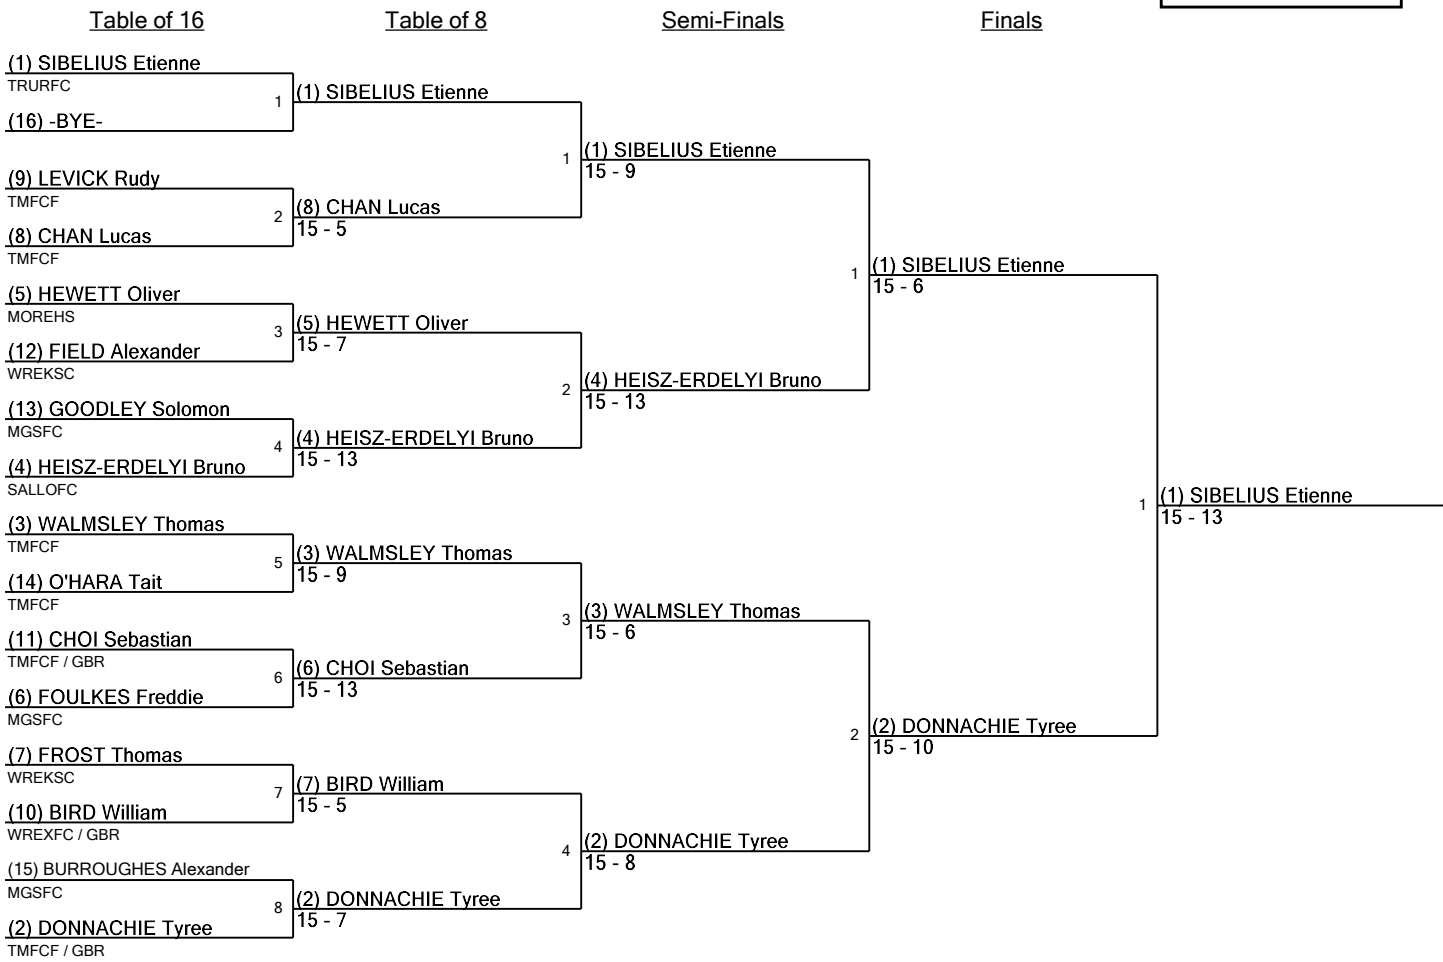 Table of 16
Table of 8
Semi-Finals
Finals
(1) SIBELIUS Etienne
TRURFC
(16) -BYE-
(9) LEVICK Rudy
TMFCF
(8) CHAN Lucas
TMFCF
(5) HEWETT Oliver
MOREHS
(12) FIELD Alexander
WREKSC
(13) GOODLEY Solomon
MGSFC
(4) HEISZ-ERDELYI Bruno
SALLOFC
(3) WALMSLEY Thomas
TMFCF
(14) O'HARA Tait
TMFCF
(11) CHOI Sebastian
TMFCF / GBR
(6) FOULKES Freddie
MGSFC
(7) FROST Thomas
WREKSC
(10) BIRD William
WREXFC / GBR
(15) BURROUGHES Alexander
MGSFC
(2) DONNACHIE Tyree
TMFCF / GBR
1
(1) SIBELIUS Etienne
2
(8) CHAN Lucas
15 - 5
3
(5) HEWETT Oliver
15 - 7
4
(4) HEISZ-ERDELYI Bruno
15 - 13
5
(3) WALMSLEY Thomas
15 - 9
6
(6) CHOI Sebastian
15 - 13
7
(7) BIRD William
15 - 5
8
(2) DONNACHIE Tyree
15 - 7
1
(1) SIBELIUS Etienne
15 - 9
2
(4) HEISZ-ERDELYI Bruno
15 - 13
3
(3) WALMSLEY Thomas
15 - 6
4
(2) DONNACHIE Tyree
15 - 8
1
(1) SIBELIUS Etienne
15 - 6
2
(2) DONNACHIE Tyree
15 - 10
1
(1) SIBELIUS Etienne
15 - 13